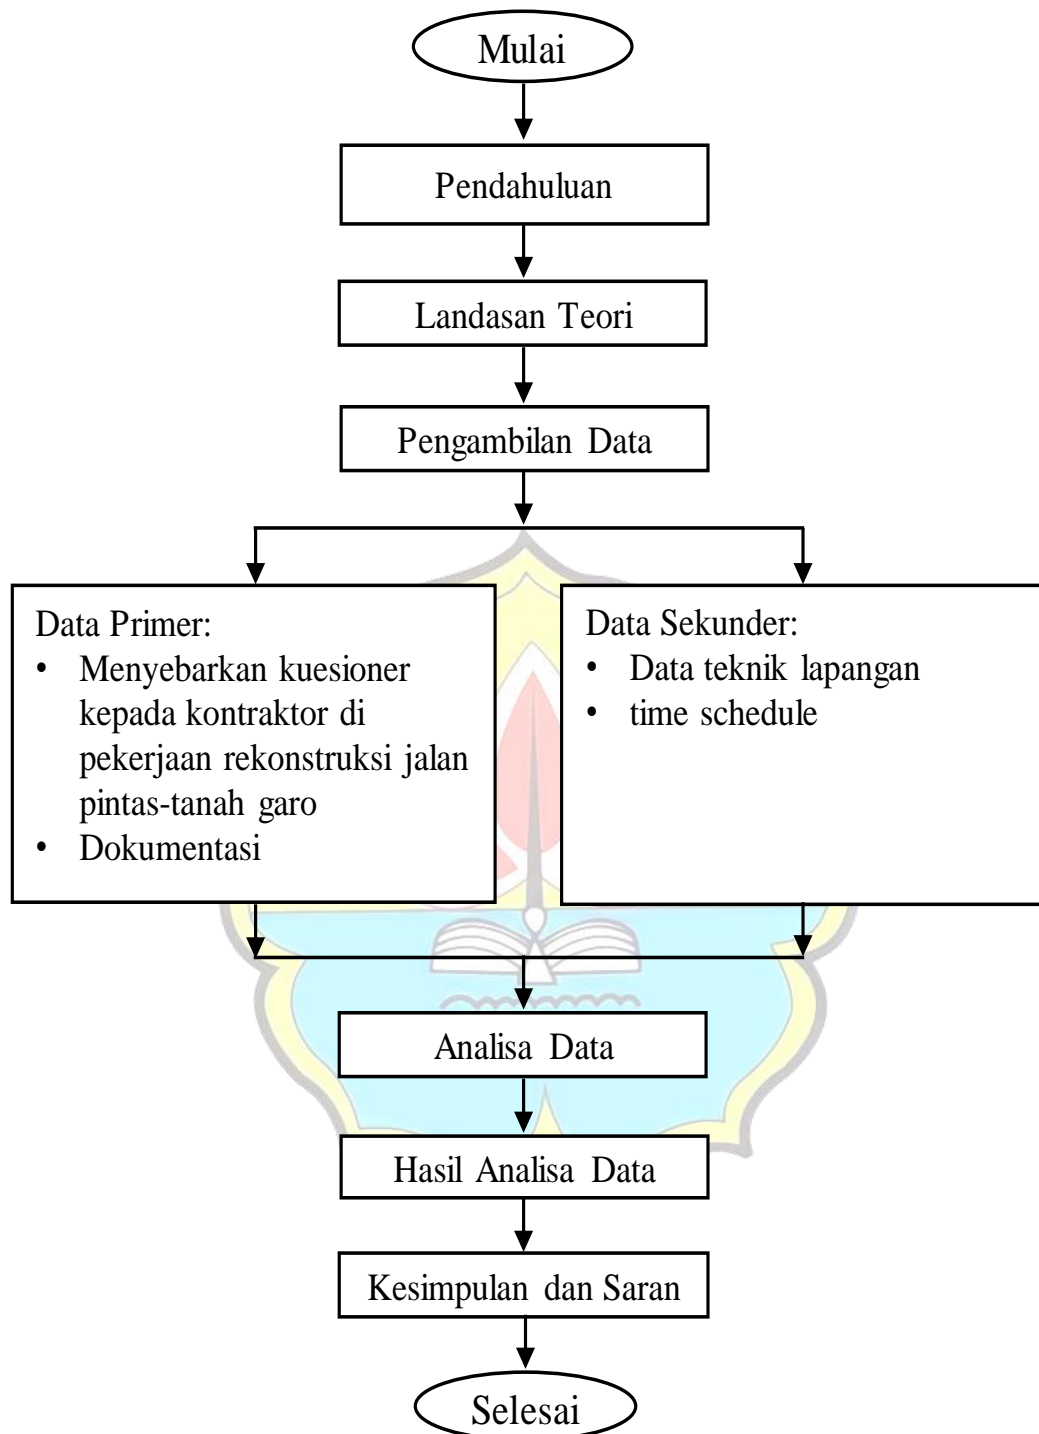 Mulai
Pendahuluan
Landasan Teori
Pengambilan Data
Data Primer:
• Menyebarkan kuesioner
kepada kontraktor di
pekerjaan rekonstruksi jalan
pintas-tanah garo
• Dokumentasi
Data Sekunder:
• Data teknik lapangan
• time schedule
Analisa Data
Hasil Analisa Data
Kesimpulan dan Saran
Selesai